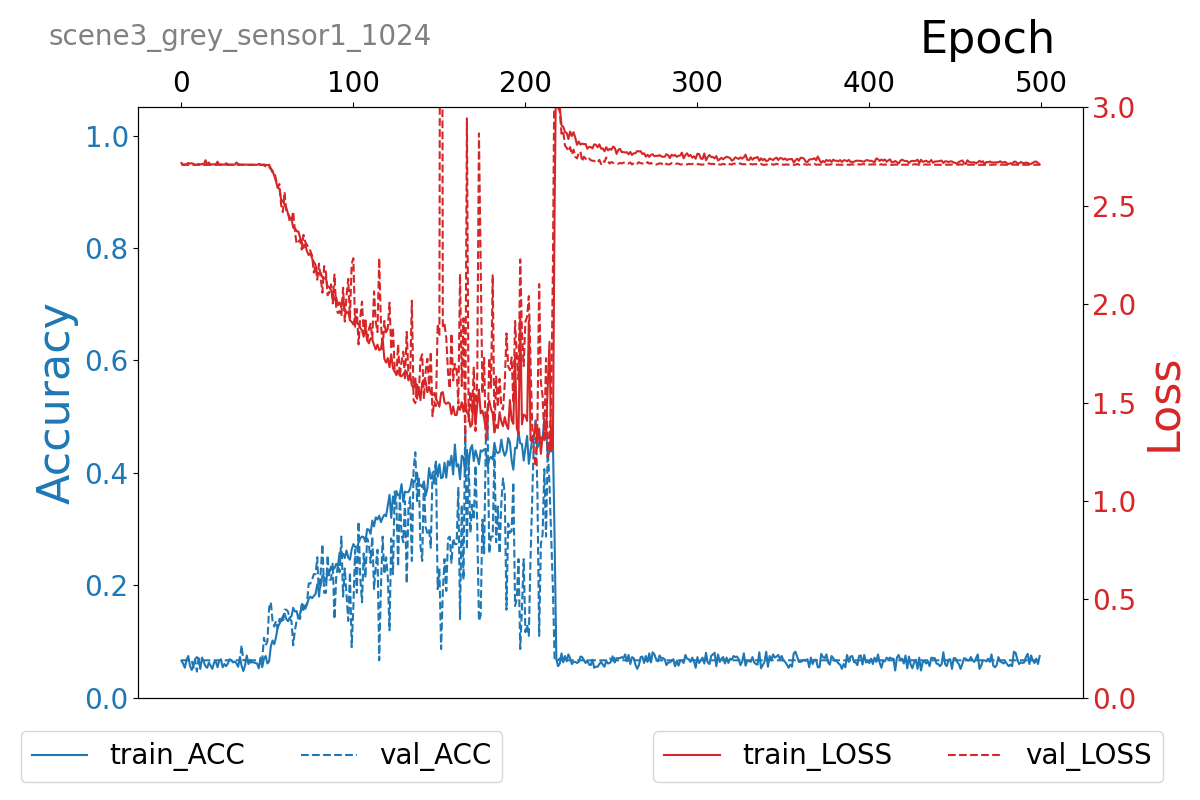 scene3_grey_sensor1_1024
Epoch
0 100 200 300 400 500
1.0
0.8
0.6
0.4
0.2
0.0
Accuracy
3.0
2.5
2.0
1.5
1.0
0.5
0.0
Loss
train_ACC val_ACC
train_LOSS val_LOSS